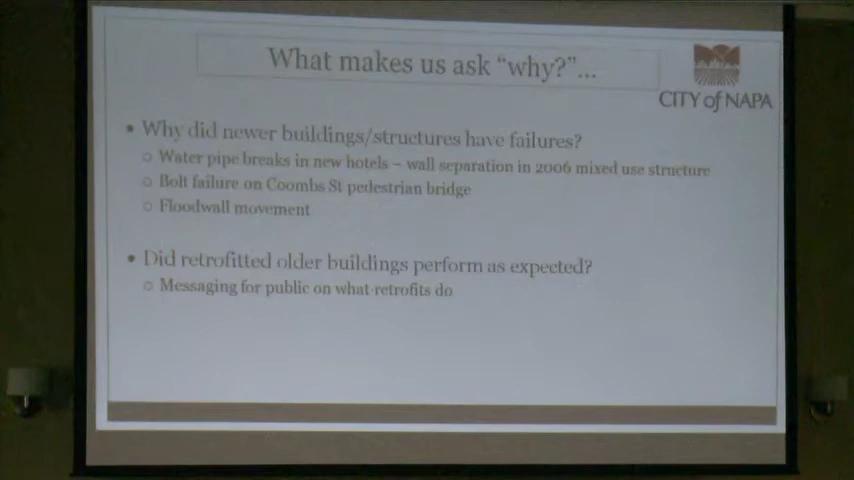 What makes us ask “why?”...
CITY of NAPA
• Why did newer buildings/structures have failures?
○ Water pipe breaks in new hotels – wall separation in 2006 mixed use structure
○ Bolt failure on Coombs St pedestrian bridge
○ Floodwall movement
• Did retrofitted older buildings perform as expected?
○ Messaging for public on what retrofits do